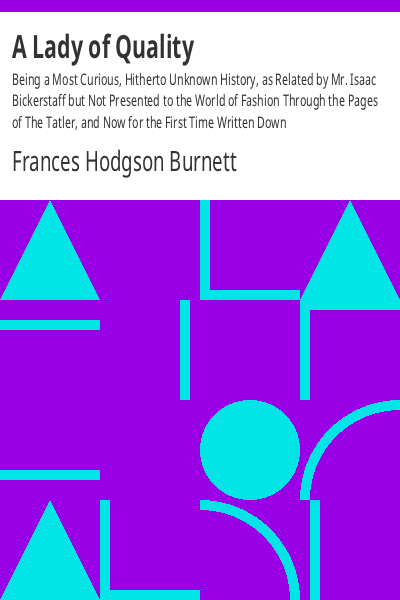 A Lady of Quality
Being a Most Curious, Hitherto Unknown History, as Related by Mr. Isaac
Bickerstaff but Not Presented to the World of Fashion Through the Pages
of The Tatler, and Now for the First Time Written Down
Frances Hodgson Burnett